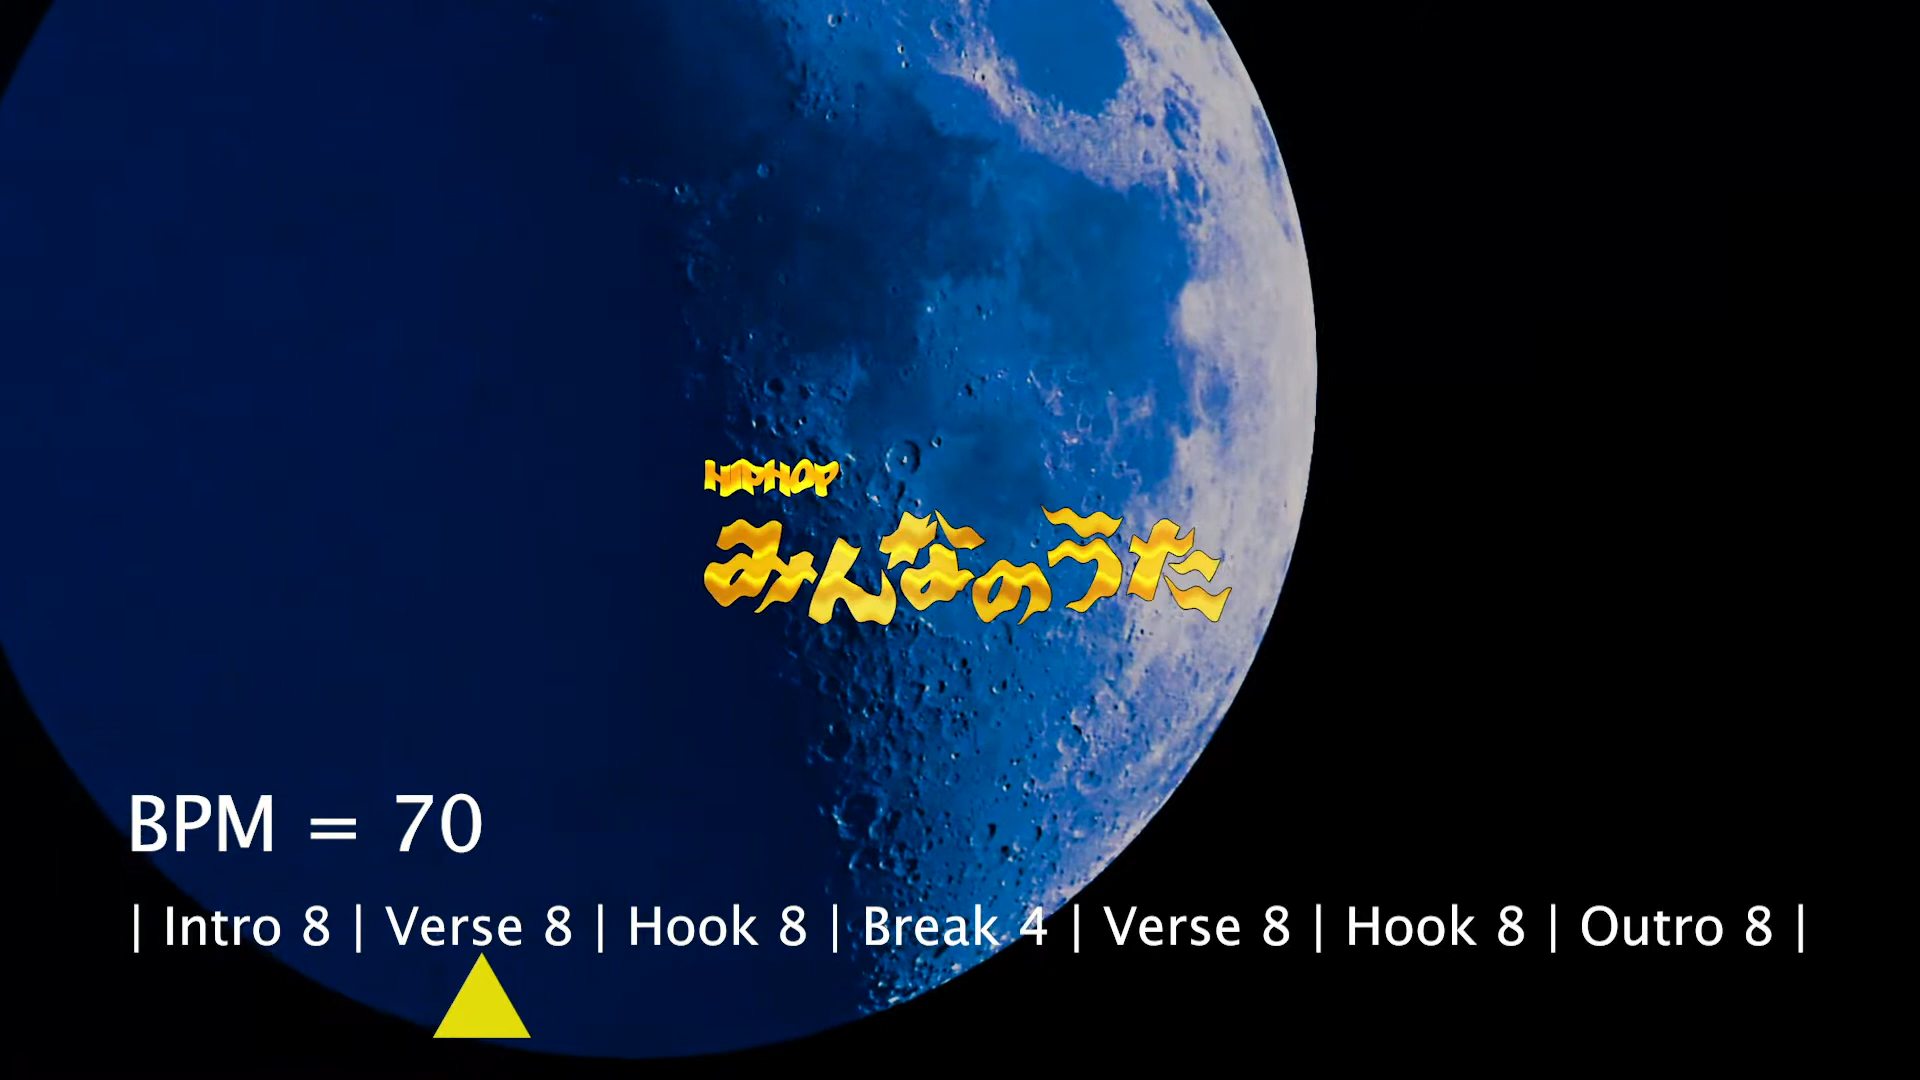 HIPHOP
みんなのうた
BPM = 70
| Intro 8 | Verse 8 | Hook 8 | Break 4 | Verse 8 | Hook 8 | Outro 8 |